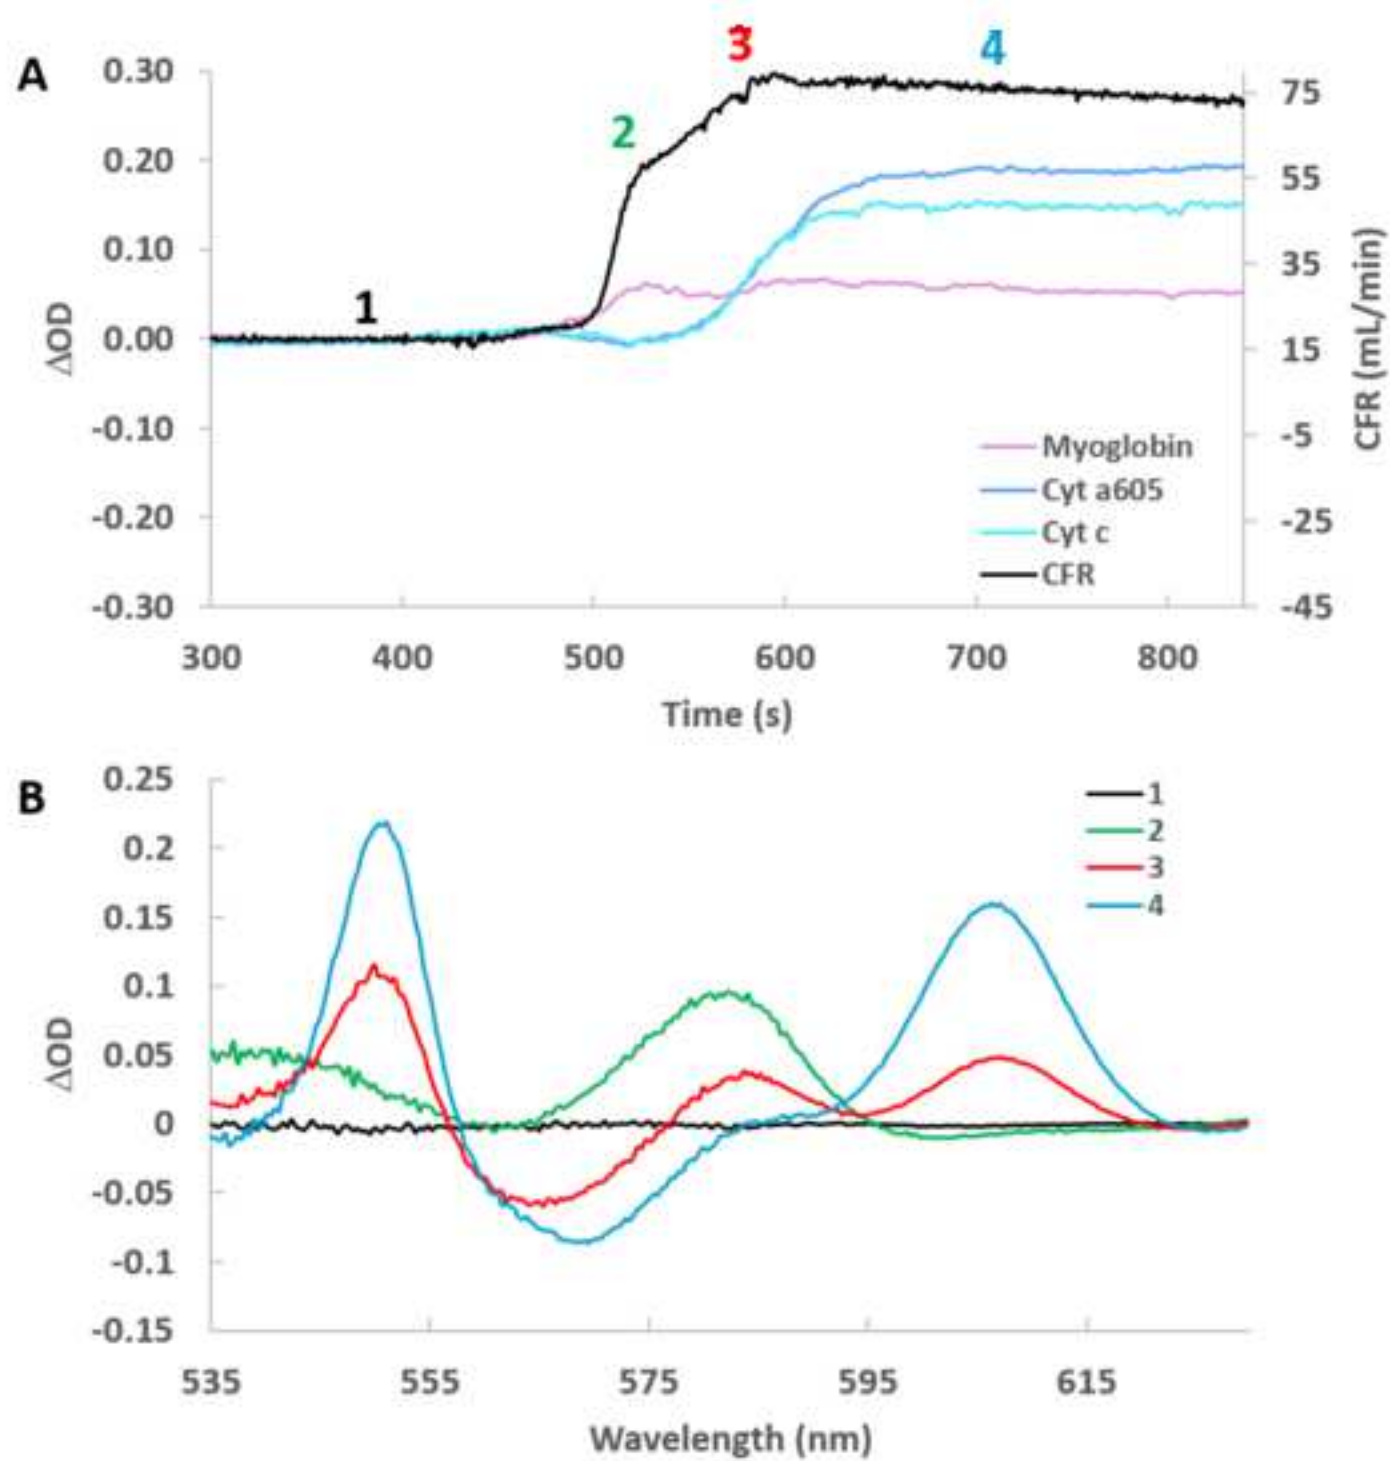 A
1
2
3
4
0.30
0.20
0.10
0.00
-0.10
-0.20
-0.30
ΔOD
75
55
35
15
-5
-25
-45
CFR (mL/min)
Myoglobin
Cyt a605
Cyt c
CFR
300 400 500 600 700 800
Time (s)
B
0.25
0.2
0.15
0.1
0.05
0
-0.05
-0.1
-0.15
ΔOD
1
2
3
4
535 555 575 595 615
Wavelength (nm)